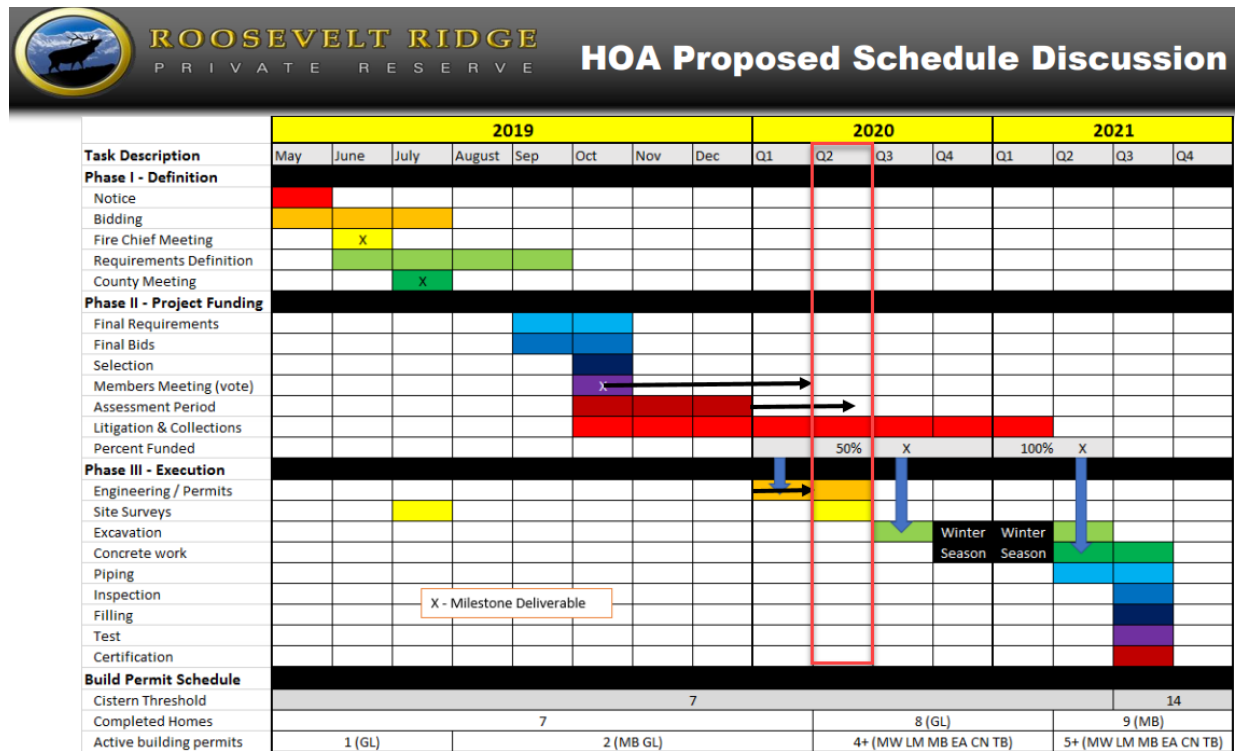 ROOSEVELT RIDGE
PRIVATE RESERVE
HOA Proposed Schedule Discussion
2019 2020 2021
Task Description May June July August Sep Oct Nov Dec Q1 Q2 Q3 Q4 Q1 Q2 Q3 Q4
Phase I - Definition
Notice
Bidding
Fire Chief Meeting X
Requirements Definition
County Meeting X
Phase II - Project Funding
Final Requirements
Final Bids
Selection
Members Meeting (vote) X
Assessment Period
Litigation & Collections
Percent Funded 50% X 100% X
Phase III - Execution
Engineering / Permits
Site Surveys
Excavation Winter Winter
Concrete work Season Season
Piping
Inspection
X - Milestone Deliverable
Filling
Test
Certification
Build Permit Schedule
Cistern Threshold 7 14
Completed Homes 7 8 (GL) 9 (MB)
Active building permits 1 (GL) 2 (MB GL) 4+ (MW LM MB EA CN TB) 5+ (MW LM MB EA CN TB)